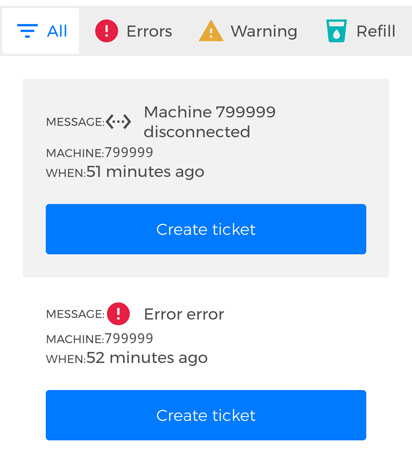 All Errors Warning Refill
MESSAGE: Machine 799999
disconnected
MACHINE:799999
WHEN:51 minutes ago
Create ticket
MESSAGE: Error error
MACHINE:799999
WHEN:52 minutes ago
Create ticket